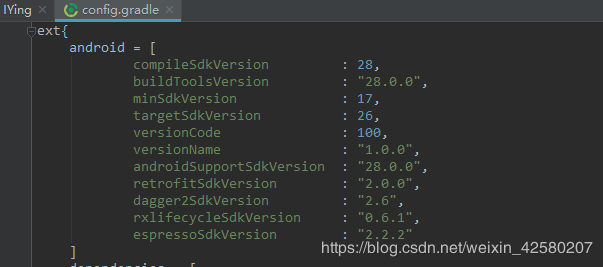 IYing × config.gradle ×
ext{
android = [
compileSdkVersion : 28,
buildToolsVersion : "28.0.0",
minSdkVersion : 17,
targetSdkVersion : 26,
versionCode : 100,
versionName : "1.0.0",
androidSupportSdkVersion : "28.0.0",
retrofitSdkVersion : "2.0.0",
dagger2SdkVersion : "2.6",
rxlifecycleSdkVersion : "0.6.1",
espressoSdkVersion : "2.2.2"
https://blog.csdn.net/weixin_42580207
]